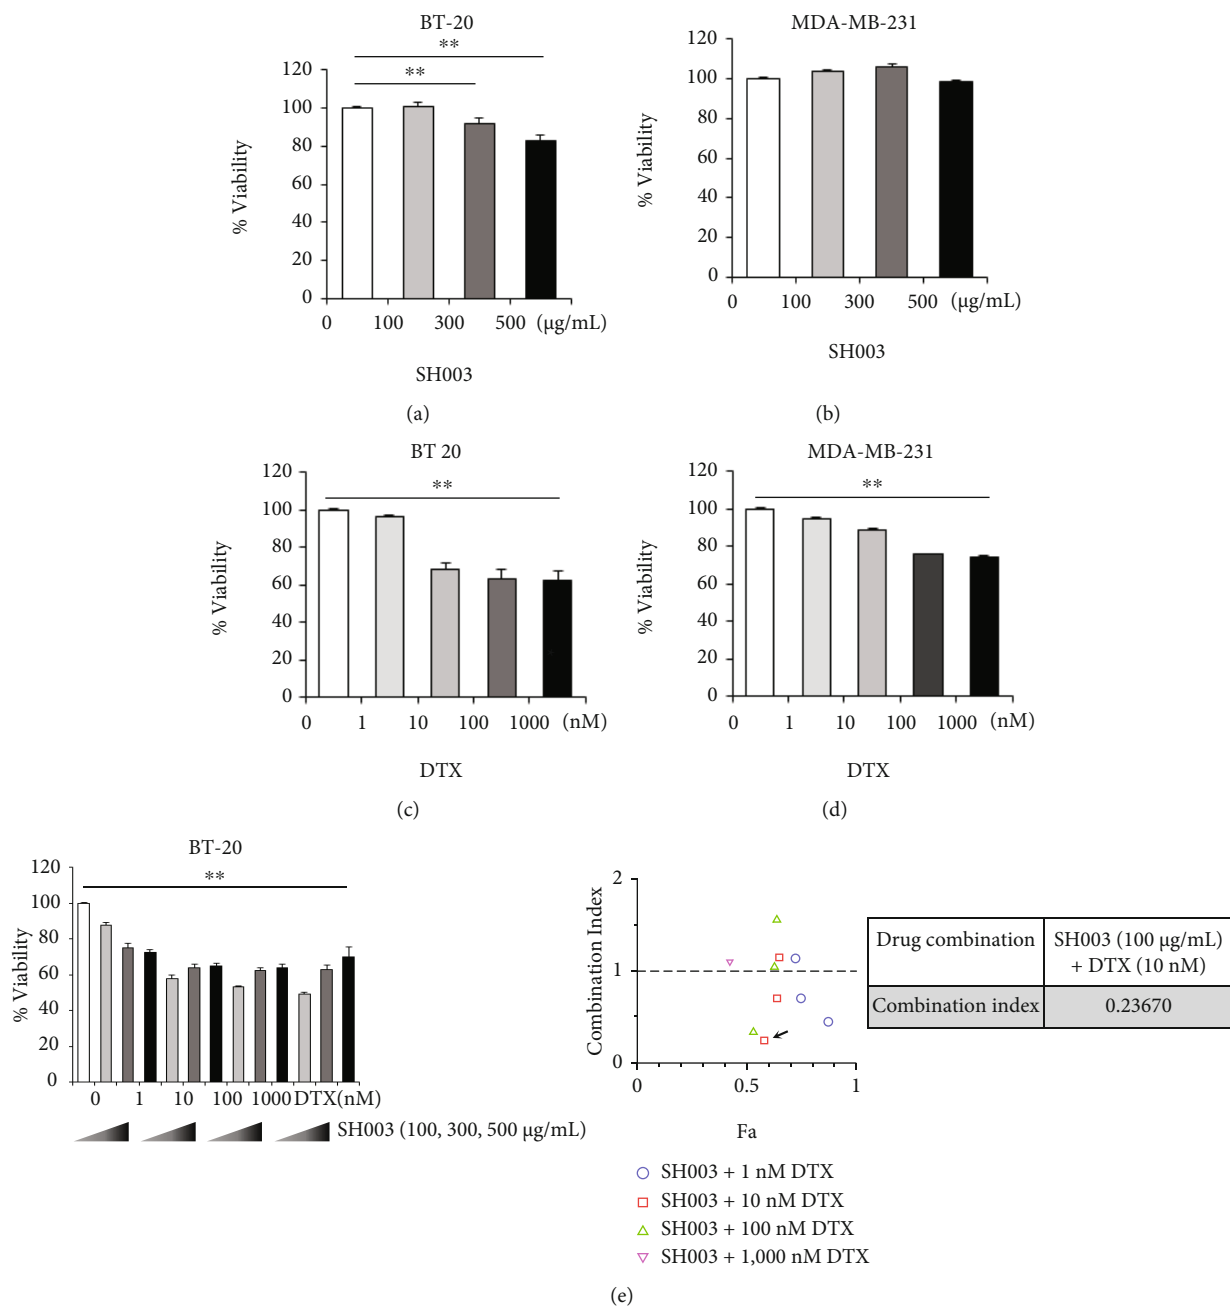 BT-20
**
**
120
100
80
60
40
20
0
% Viability
0 100 300 500 (μg/mL)
SH003
(a)
MDA-MB-231
120
100
80
60
40
20
0
% Viability
0 100 300 500 (μg/mL)
SH003
(b)
BT 20
**
120
100
80
60
40
20
0
% Viability
0 1 10 100 1000 (nM)
DTX
(c)
MDA-MB-231
**
120
100
80
60
40
20
0
% Viability
0 1 10 100 1000 (nM)
DTX
(d)
BT-20
**
120
100
80
60
40
20
0
% Viability
0 1 10 100 1000 DTX(nM)
SH003 (100, 300, 500 μg/mL)
2
1
0
Combination Index
0 0.5 1
Fa
SH003 + 1 nM DTX
SH003 + 10 nM DTX
SH003 + 100 nM DTX
SH003 + 1,000 nM DTX
Drug combination
SH003 (100 μg/mL)
+ DTX (10 nM)
Combination index
0.23670
(e)